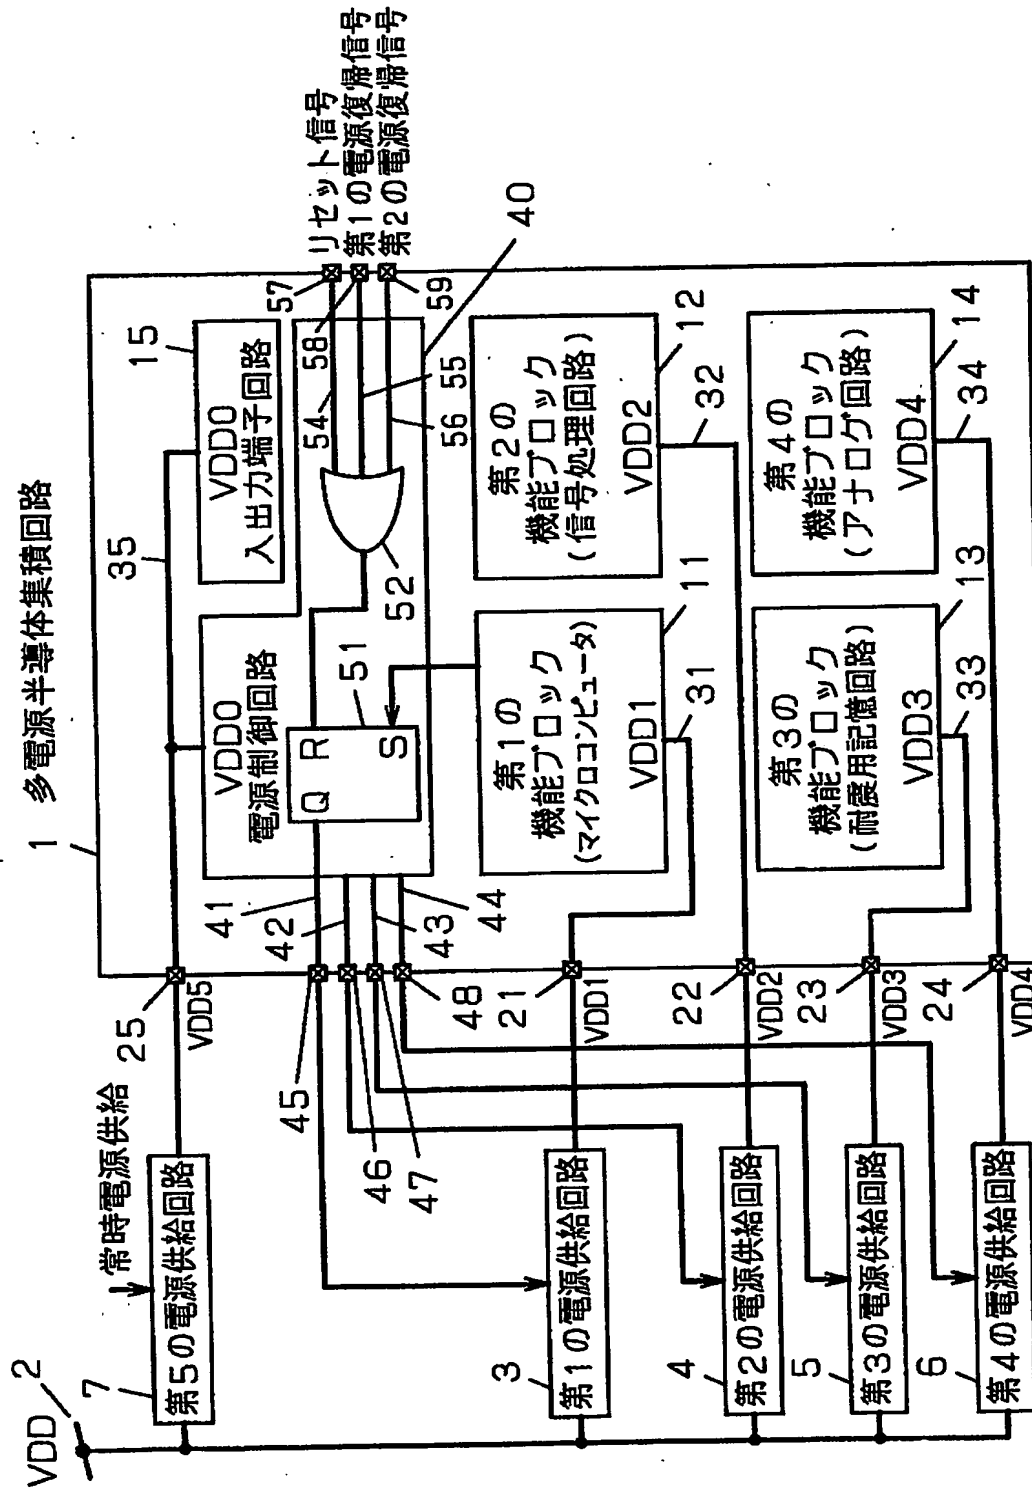 1 多電源半導体集積回路
VDD 2
常時電源供給
7
第5の電源供給回路
25
VDD5
35
VDD0
入出力端子回路
15
VDD0
電源制御回路
Q R
S
51
52
54
55
56
57
58
59
リセット信号
第1の電源復帰信号
第2の電源復帰信号
40
41
42
43
44
45
46
47
48
3
第1の電源供給回路
21
VDD1
第1の
機能ブロック
(マイクロコンピュータ)
VDD1
11
31
第2の
機能ブロック
(信号処理回路)
VDD2
12
32
4
第2の電源供給回路
22
VDD2
5
第3の電源供給回路
23
VDD3
第3の
機能ブロック
(耐震用記憶回路)
VDD3
13
33
第4の
機能ブロック
(アナログ回路)
VDD4
14
34
6
第4の電源供給回路
24
VDD4